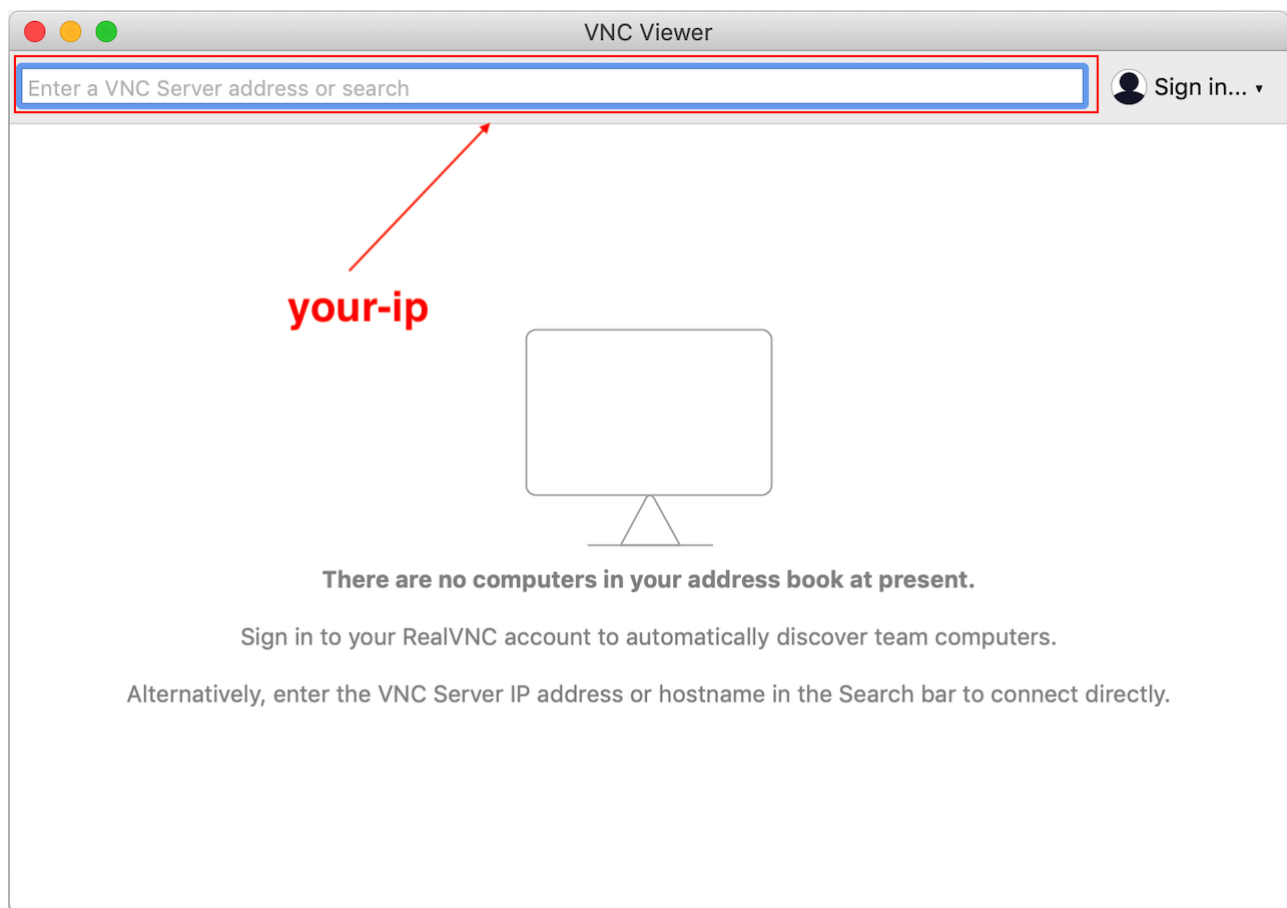 VNC Viewer
Enter a VNC Server address or search
Sign in...
your-ip
There are no computers in your address book at present.
Sign in to your RealVNC account to automatically discover team computers.
Alternatively, enter the VNC Server IP address or hostname in the Search bar to connect directly.